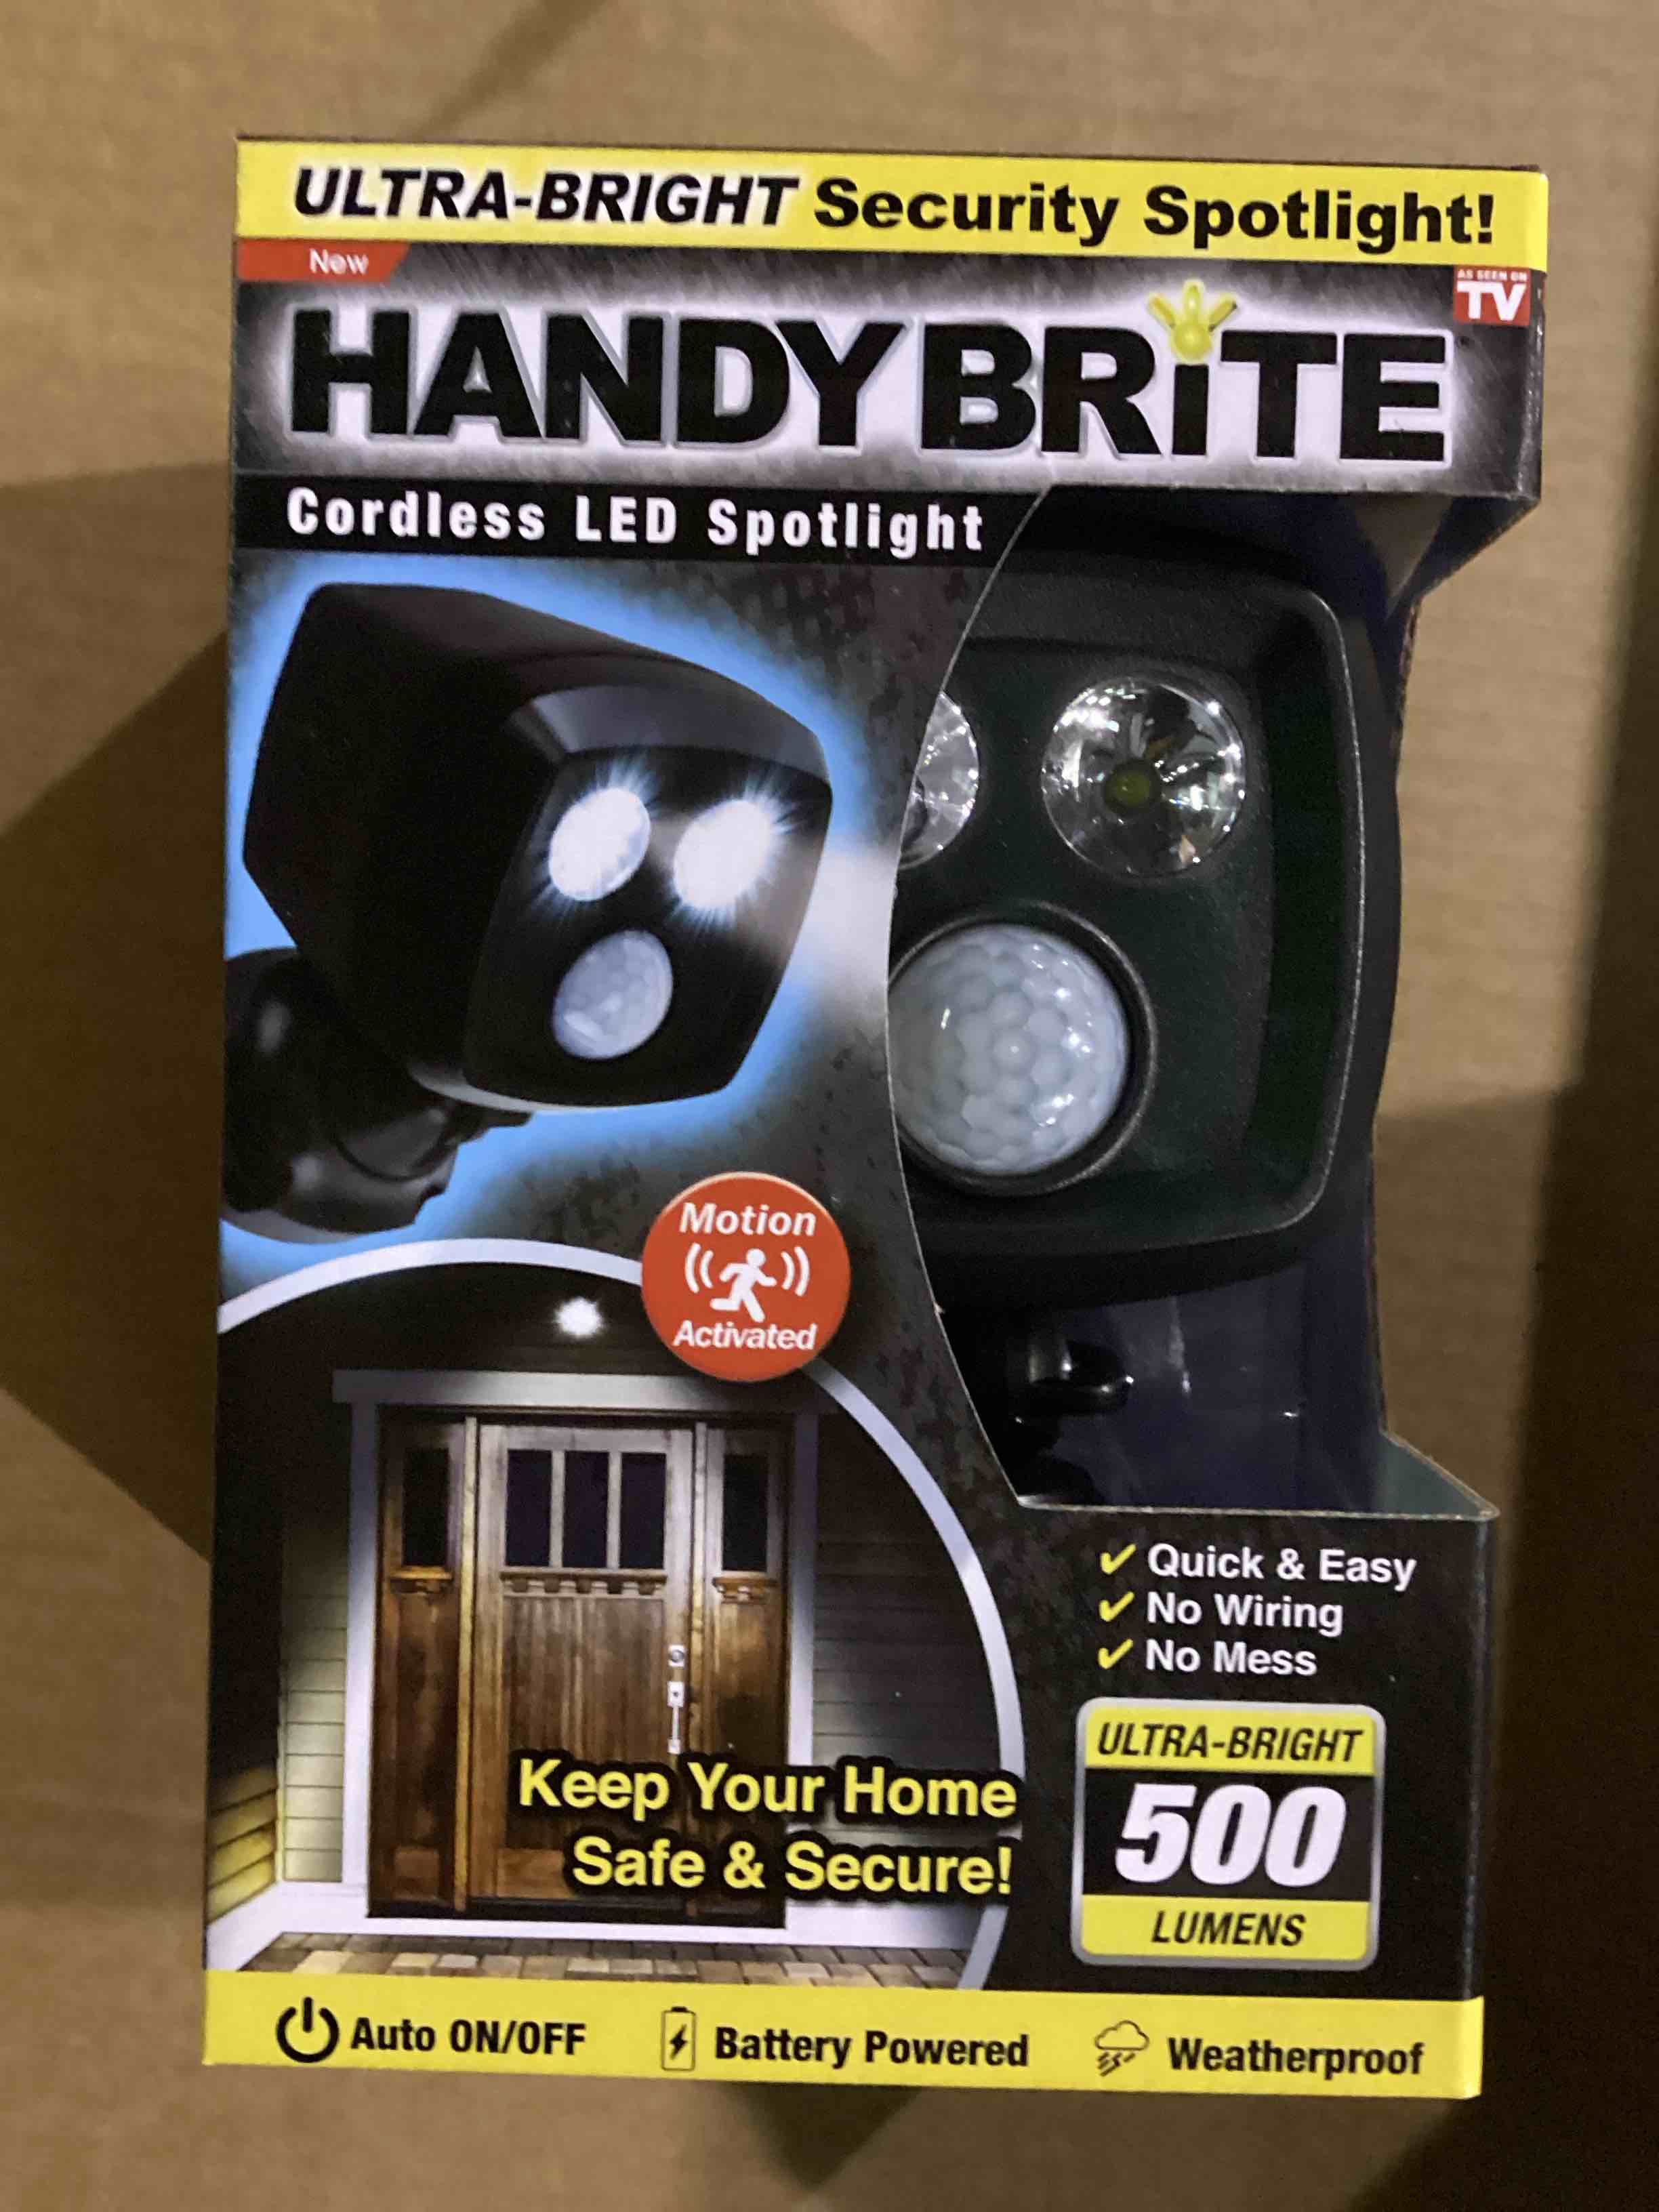 ULTRA-BRIGHT Security Spotlight!
New
AS SEEN ON
TV
HANDY BRiTE
Cordless LED Spotlight
Motion
Activated
Quick & Easy
No Wiring
No Mess
Keep Your Home
Safe & Secure!
ULTRA-BRIGHT
500
LUMENS
Auto ON/OFF
Battery Powered
Weatherproof